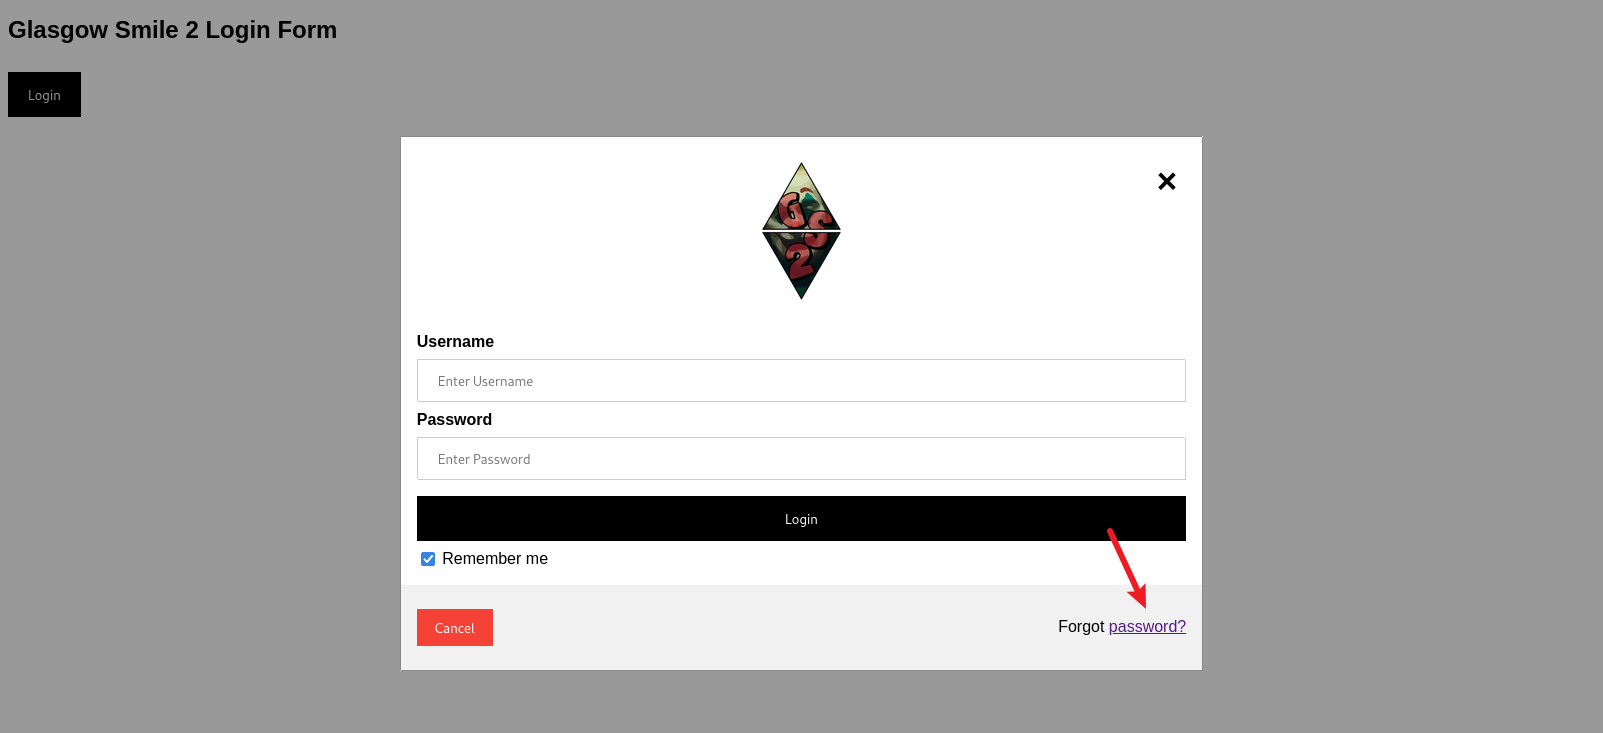 Glasgow Smile 2 Login Form
Login
×
GS
2
Username
Enter Username
Password
Enter Password
Login
Remember me
Cancel
Forgot password?